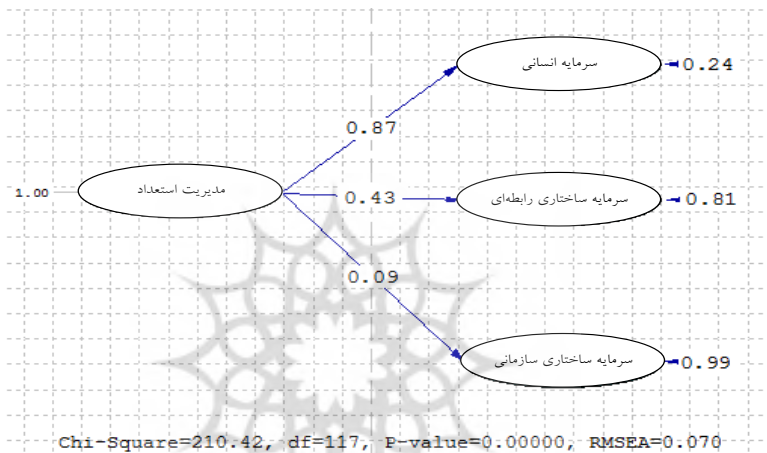 سرمایه انسانی
0.24
0.87
1.00
مدیریت استعداد
0.43
سرمایه ساختاری رابطه‌ای
0.81
0.09
سرمایه ساختاری سازمانی
0.99
Chi-Square=210.42, df=117, P-value=0.00000, RMSEA=0.070